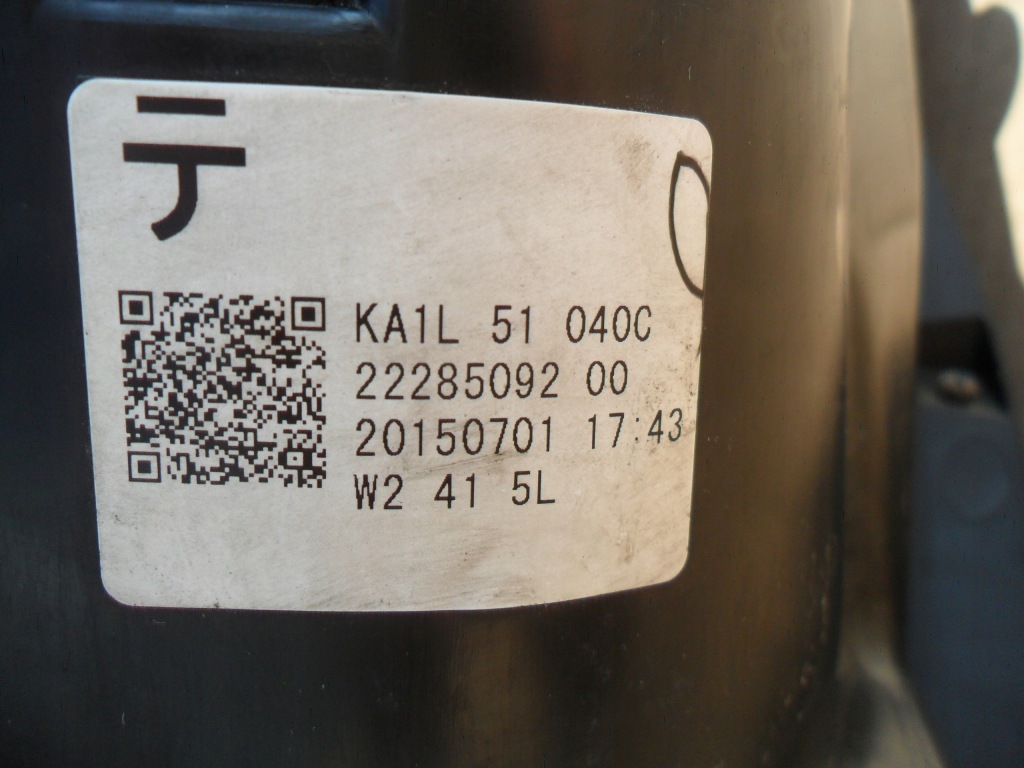 テ
KA1L 51 040C
22285092 00
20150701 17:43
W2 41 5L